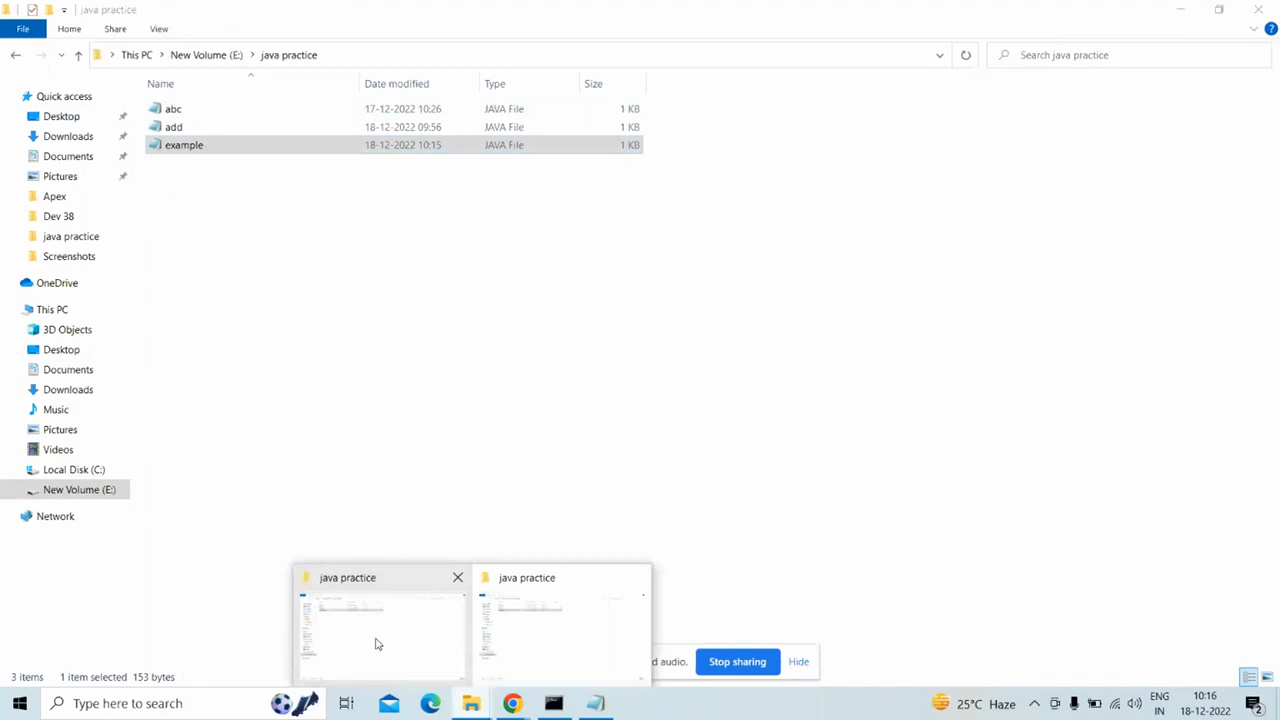 java practice
File Home Share View
This PC New Volume (E:) java practice Search java practice
Name Date modified Type Size
Quick access
abc 17-12-2022 10:26 JAVA File 1 KB
Desktop
add 18-12-2022 09:56 JAVA File 1 KB
Downloads
example 18-12-2022 10:15 JAVA File 1 KB
Documents
Pictures
Apex
Dev 38
java practice
Screenshots
OneDrive
This PC
3D Objects
Desktop
Documents
Downloads
Music
Pictures
Videos
Local Disk (C:)
New Volume (E:)
Network
java practice java practice
d audio. Stop sharing Hide
3 items 1 item selected 153 bytes
Type here to search 25°C Haze ENG IN 10:16 18-12-2022 2